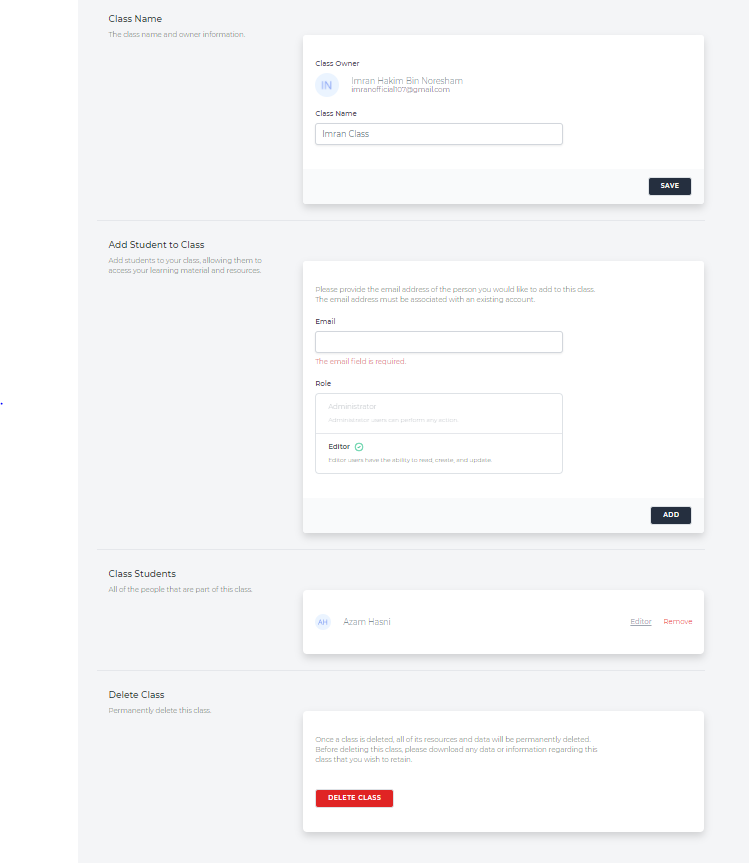 Class Name
The class name and owner information.
Class Owner
IN
Imran Hakim Bin Noresham
imranofficial107@gmail.com
Class Name
Imran Class
SAVE
Add Student to Class
Add students to your class, allowing them to
access your learning material and resources.
Please provide the email address of the person you would like to add to this class.
The email address must be associated with an existing account.
Email
The email field is required.
Role
Administrator
Administrator users can perform any action.
Editor
Editor users have the ability to read, create, and update.
ADD
Class Students
All of the people that are part of this class.
AH
Azam Hasni
Editor
Remove
Delete Class
Permanently delete this class.
Once a class is deleted, all of its resources and data will be permanently deleted.
Before deleting this class, please download any data or information regarding this
class that you wish to retain.
DELETE CLASS